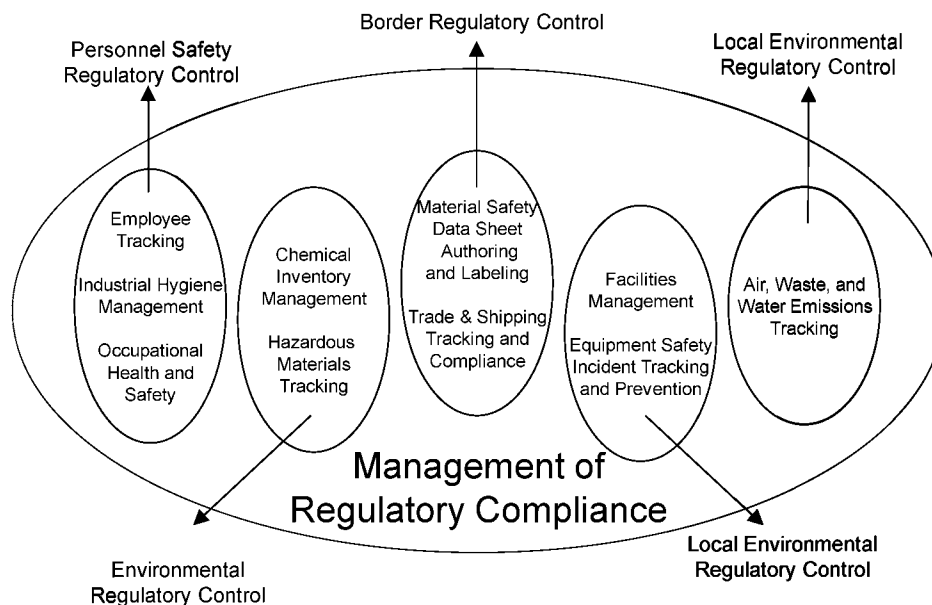 Border Regulatory Control
Personnel Safety
Regulatory Control
Local Environmental
Regulatory Control
Employee
Tracking
Industrial Hygiene
Management
Occupational
Health and
Safety
Chemical
Inventory
Management
Hazardous
Materials
Tracking
Material Safety
Data Sheet
Authoring
and Labeling
Trade & Shipping
Tracking and
Compliance
Facilities
Management
Equipment Safety
Incident Tracking
and Prevention
Air, Waste, and
Water Emissions
Tracking
Management of
Regulatory Compliance
Environmental
Regulatory Control
Local Environmental
Regulatory Control